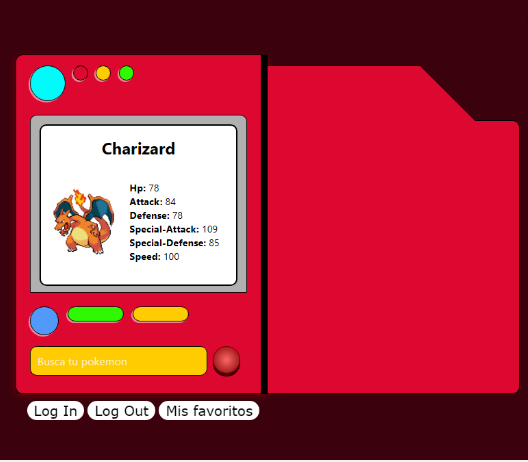 Charizard
Hp: 78
Attack: 84
Defense: 78
Special-Attack: 109
Special-Defense: 85
Speed: 100
Busca tu pokemon
Log In Log Out Mis favoritos